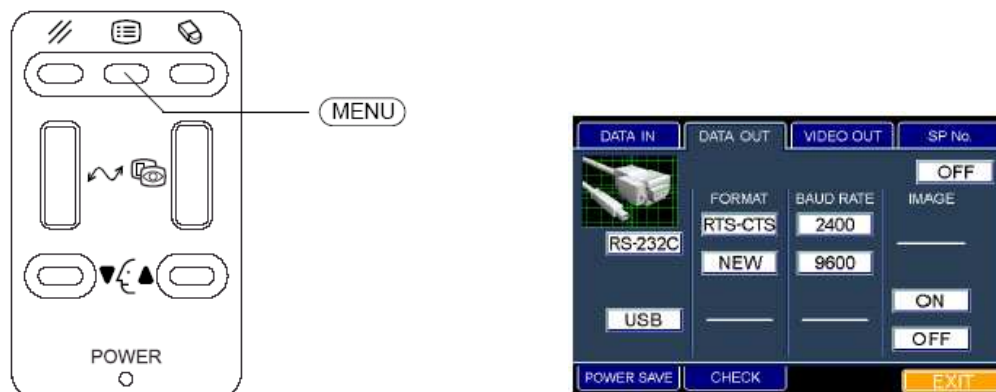 MENU
POWER
DATA IN DATA OUT VIDEO OUT SP No.
OFF
FORMAT BAUD RATE IMAGE
RTS-CTS 2400
RS-232C
NEW 9600
ON
USB
OFF
POWER SAVE CHECK EXIT